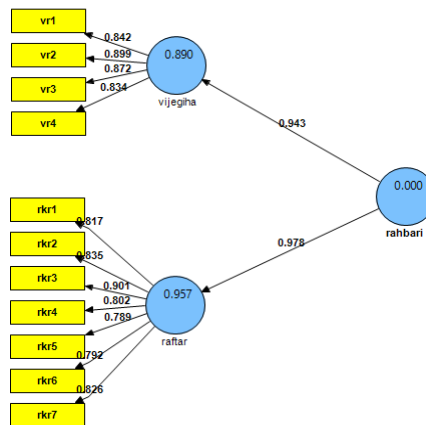 vr1
0.842
0.890
vr2
0.899
vr3
0.872
vr4
0.834
vijegiha
0.943
0.000
rahbari
0.978
rkr1
0.817
rkr2
0.835
rkr3
0.901
0.957
rkr4
0.802
rkr5
0.789
raftar
rkr6
0.792
rkr7
0.826